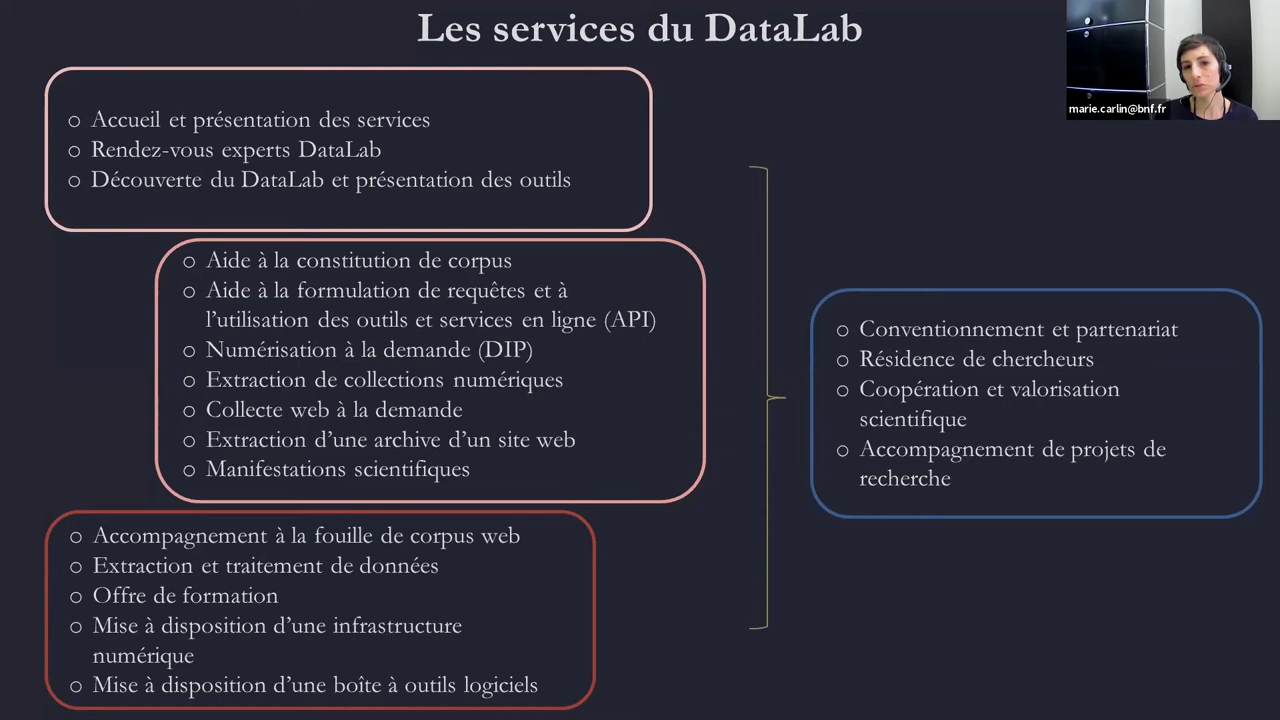 Les services du DataLab
marie.carlin@bnf.fr
o Accueil et présentation des services
o Rendez-vous experts DataLab
o Découverte du DataLab et présentation des outils
o Aide à la constitution de corpus
o Aide à la formulation de requêtes et à
l’utilisation des outils et services en ligne (API)
o Numérisation à la demande (DIP)
o Extraction de collections numériques
o Collecte web à la demande
o Extraction d’une archive d’un site web
o Manifestations scientifiques
o Accompagnement à la fouille de corpus web
o Extraction et traitement de données
o Offre de formation
o Mise à disposition d’une infrastructure
numérique
o Mise à disposition d’une boîte à outils logiciels
o Conventionnement et partenariat
o Résidence de chercheurs
o Coopération et valorisation
scientifique
o Accompagnement de projets de
recherche